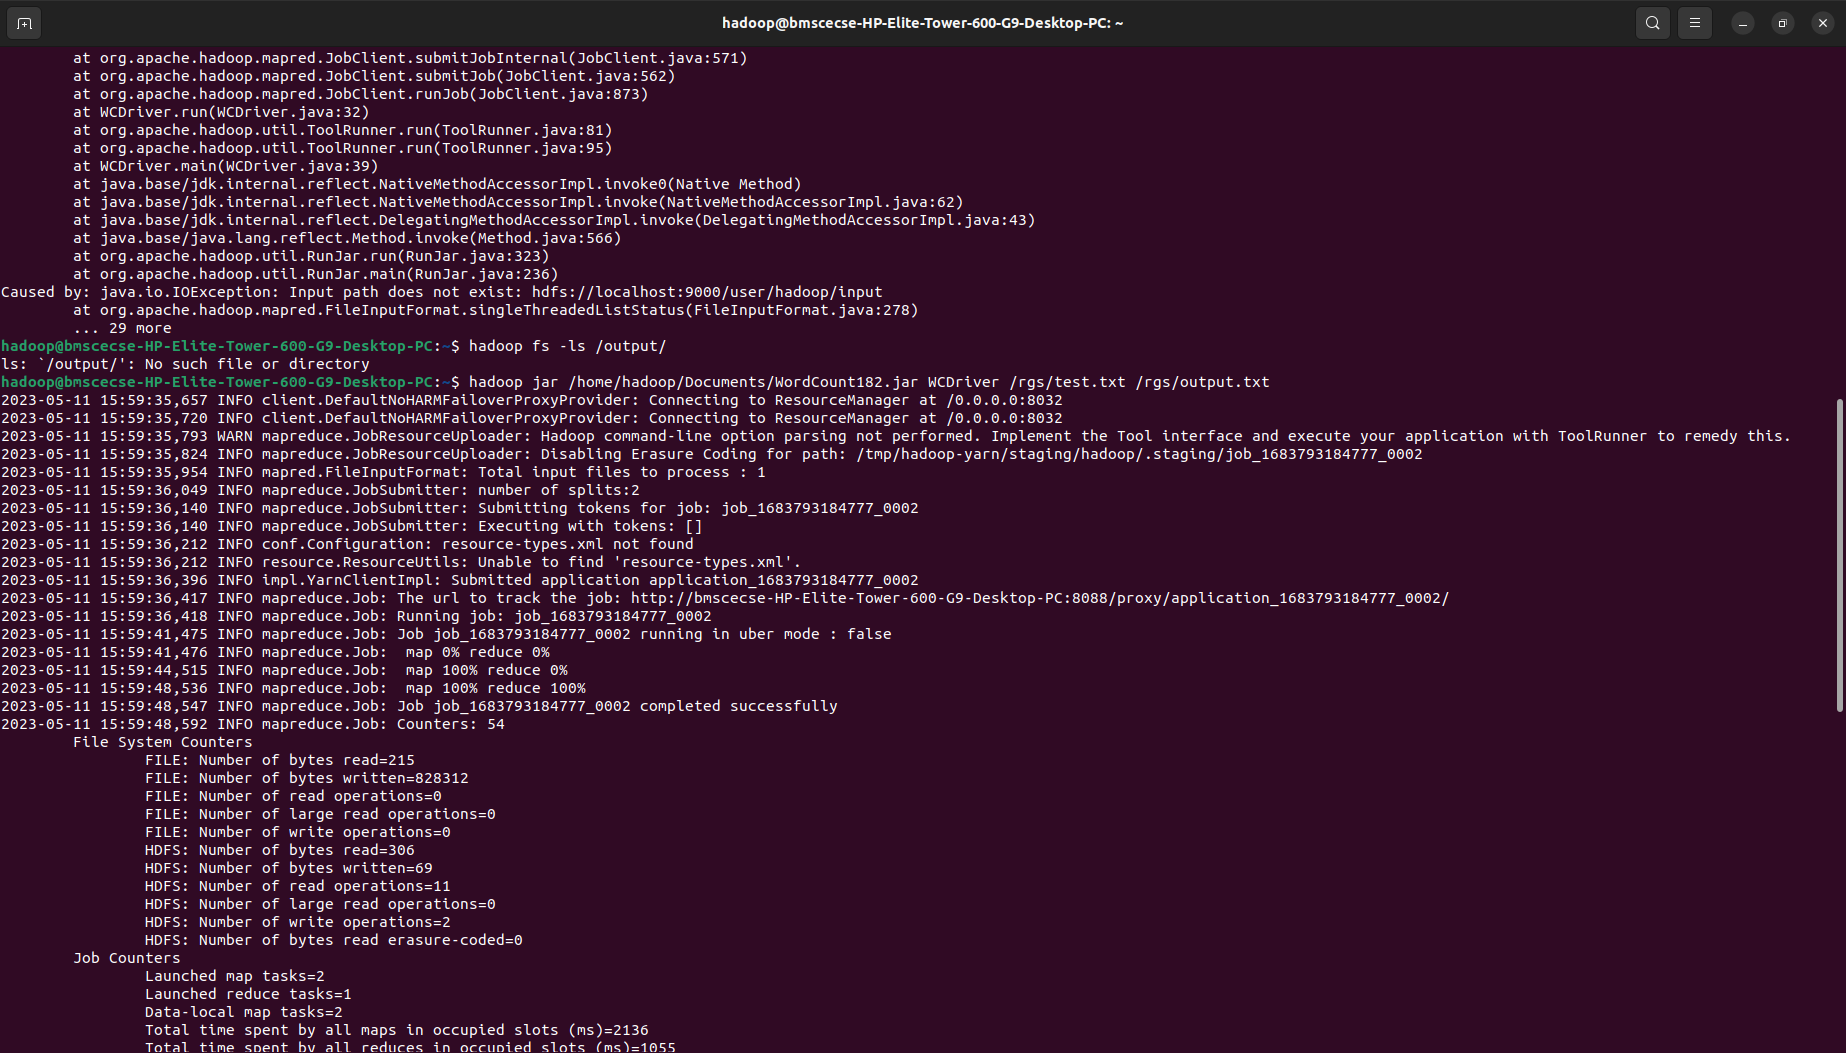 hadoop@bmscecse-HP-Elite-Tower-600-G9-Desktop-PC: ~
at org.apache.hadoop.mapred.JobClient.submitJobInternal(JobClient.java:571)
at org.apache.hadoop.mapred.JobClient.submitJob(JobClient.java:562)
at org.apache.hadoop.mapred.JobClient.runJob(JobClient.java:873)
at WCDriver.run(WCDriver.java:32)
at org.apache.hadoop.util.ToolRunner.run(ToolRunner.java:81)
at org.apache.hadoop.util.ToolRunner.run(ToolRunner.java:95)
at WCDriver.main(WCDriver.java:39)
at java.base/jdk.internal.reflect.NativeMethodAccessorImpl.invoke0(Native Method)
at java.base/jdk.internal.reflect.NativeMethodAccessorImpl.invoke(NativeMethodAccessorImpl.java:62)
at java.base/jdk.internal.reflect.DelegatingMethodAccessorImpl.invoke(DelegatingMethodAccessorImpl.java:43)
at java.base/java.lang.reflect.Method.invoke(Method.java:566)
at org.apache.hadoop.util.RunJar.run(RunJar.java:323)
at org.apache.hadoop.util.RunJar.main(RunJar.java:236)
Caused by: java.io.IOException: Input path does not exist: hdfs://localhost:9000/user/hadoop/input
at org.apache.hadoop.mapred.FileInputFormat.singleThreadedListStatus(FileInputFormat.java:278)
... 29 more
hadoop@bmscecse-HP-Elite-Tower-600-G9-Desktop-PC:~$ hadoop fs -ls /output/
ls: `/output/': No such file or directory
hadoop@bmscecse-HP-Elite-Tower-600-G9-Desktop-PC:~$ hadoop jar /home/hadoop/Documents/WordCount182.jar WCDriver /rgs/test.txt /rgs/output.txt
2023-05-11 15:59:35,657 INFO client.DefaultNoHARMFailoverProxyProvider: Connecting to ResourceManager at /0.0.0.0:8032
2023-05-11 15:59:35,720 INFO client.DefaultNoHARMFailoverProxyProvider: Connecting to ResourceManager at /0.0.0.0:8032
2023-05-11 15:59:35,793 WARN mapreduce.JobResourceUploader: Hadoop command-line option parsing not performed. Implement the Tool interface and execute your application with ToolRunner to remedy this.
2023-05-11 15:59:35,824 INFO mapreduce.JobResourceUploader: Disabling Erasure Coding for path: /tmp/hadoop-yarn/staging/hadoop/.staging/job_1683793184777_0002
2023-05-11 15:59:35,954 INFO mapred.FileInputFormat: Total input files to process : 1
2023-05-11 15:59:36,049 INFO mapreduce.JobSubmitter: number of splits:2
2023-05-11 15:59:36,140 INFO mapreduce.JobSubmitter: Submitting tokens for job: job_1683793184777_0002
2023-05-11 15:59:36,140 INFO mapreduce.JobSubmitter: Executing with tokens: []
2023-05-11 15:59:36,212 INFO conf.Configuration: resource-types.xml not found
2023-05-11 15:59:36,212 INFO resource.ResourceUtils: Unable to find 'resource-types.xml'.
2023-05-11 15:59:36,396 INFO impl.YarnClientImpl: Submitted application application_1683793184777_0002
2023-05-11 15:59:36,417 INFO mapreduce.Job: The url to track the job: http://bmscecse-HP-Elite-Tower-600-G9-Desktop-PC:8088/proxy/application_1683793184777_0002/
2023-05-11 15:59:36,418 INFO mapreduce.Job: Running job: job_1683793184777_0002
2023-05-11 15:59:41,475 INFO mapreduce.Job: Job job_1683793184777_0002 running in uber mode : false
2023-05-11 15:59:41,476 INFO mapreduce.Job:  map 0% reduce 0%
2023-05-11 15:59:44,515 INFO mapreduce.Job:  map 100% reduce 0%
2023-05-11 15:59:48,536 INFO mapreduce.Job:  map 100% reduce 100%
2023-05-11 15:59:48,547 INFO mapreduce.Job: Job job_1683793184777_0002 completed successfully
2023-05-11 15:59:48,592 INFO mapreduce.Job: Counters: 54
File System Counters
FILE: Number of bytes read=215
FILE: Number of bytes written=828312
FILE: Number of read operations=0
FILE: Number of large read operations=0
FILE: Number of write operations=0
HDFS: Number of bytes read=306
HDFS: Number of bytes written=69
HDFS: Number of read operations=11
HDFS: Number of large read operations=0
HDFS: Number of write operations=2
HDFS: Number of bytes read erasure-coded=0
Job Counters
Launched map tasks=2
Launched reduce tasks=1
Data-local map tasks=2
Total time spent by all maps in occupied slots (ms)=2136
Total time spent by all reduces in occupied slots (ms)=1055